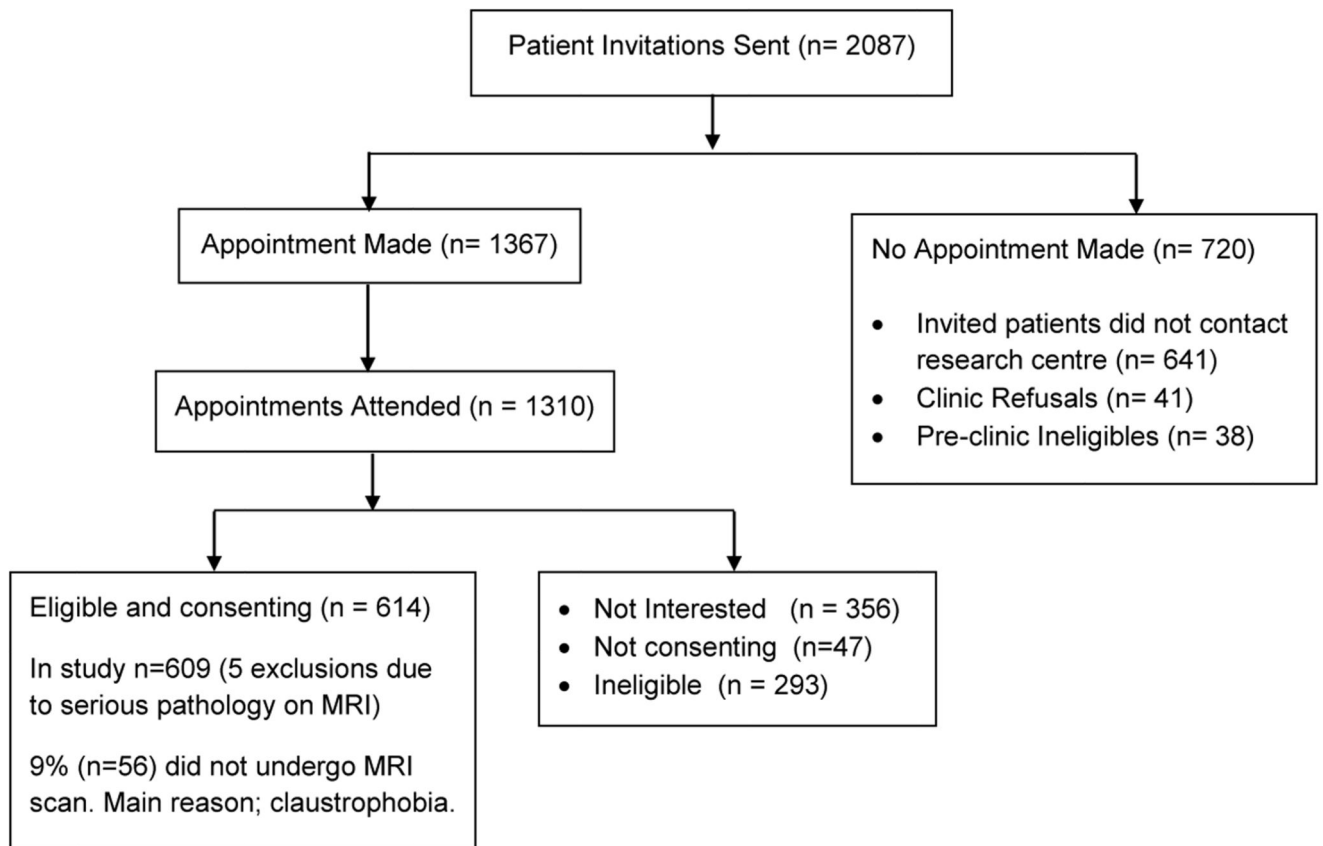 Patient Invitations Sent (n= 2087)
Appointment Made (n= 1367)
No Appointment Made (n= 720)
• Invited patients did not contact
research centre (n= 641)
• Clinic Refusals (n= 41)
• Pre-clinic Ineligibles (n= 38)
Appointments Attended (n = 1310)
Eligible and consenting (n = 614)
In study n=609 (5 exclusions due
to serious pathology on MRI)
9% (n=56) did not undergo MRI
scan. Main reason; claustrophobia.
• Not Interested (n = 356)
• Not consenting (n=47)
• Ineligible (n = 293)